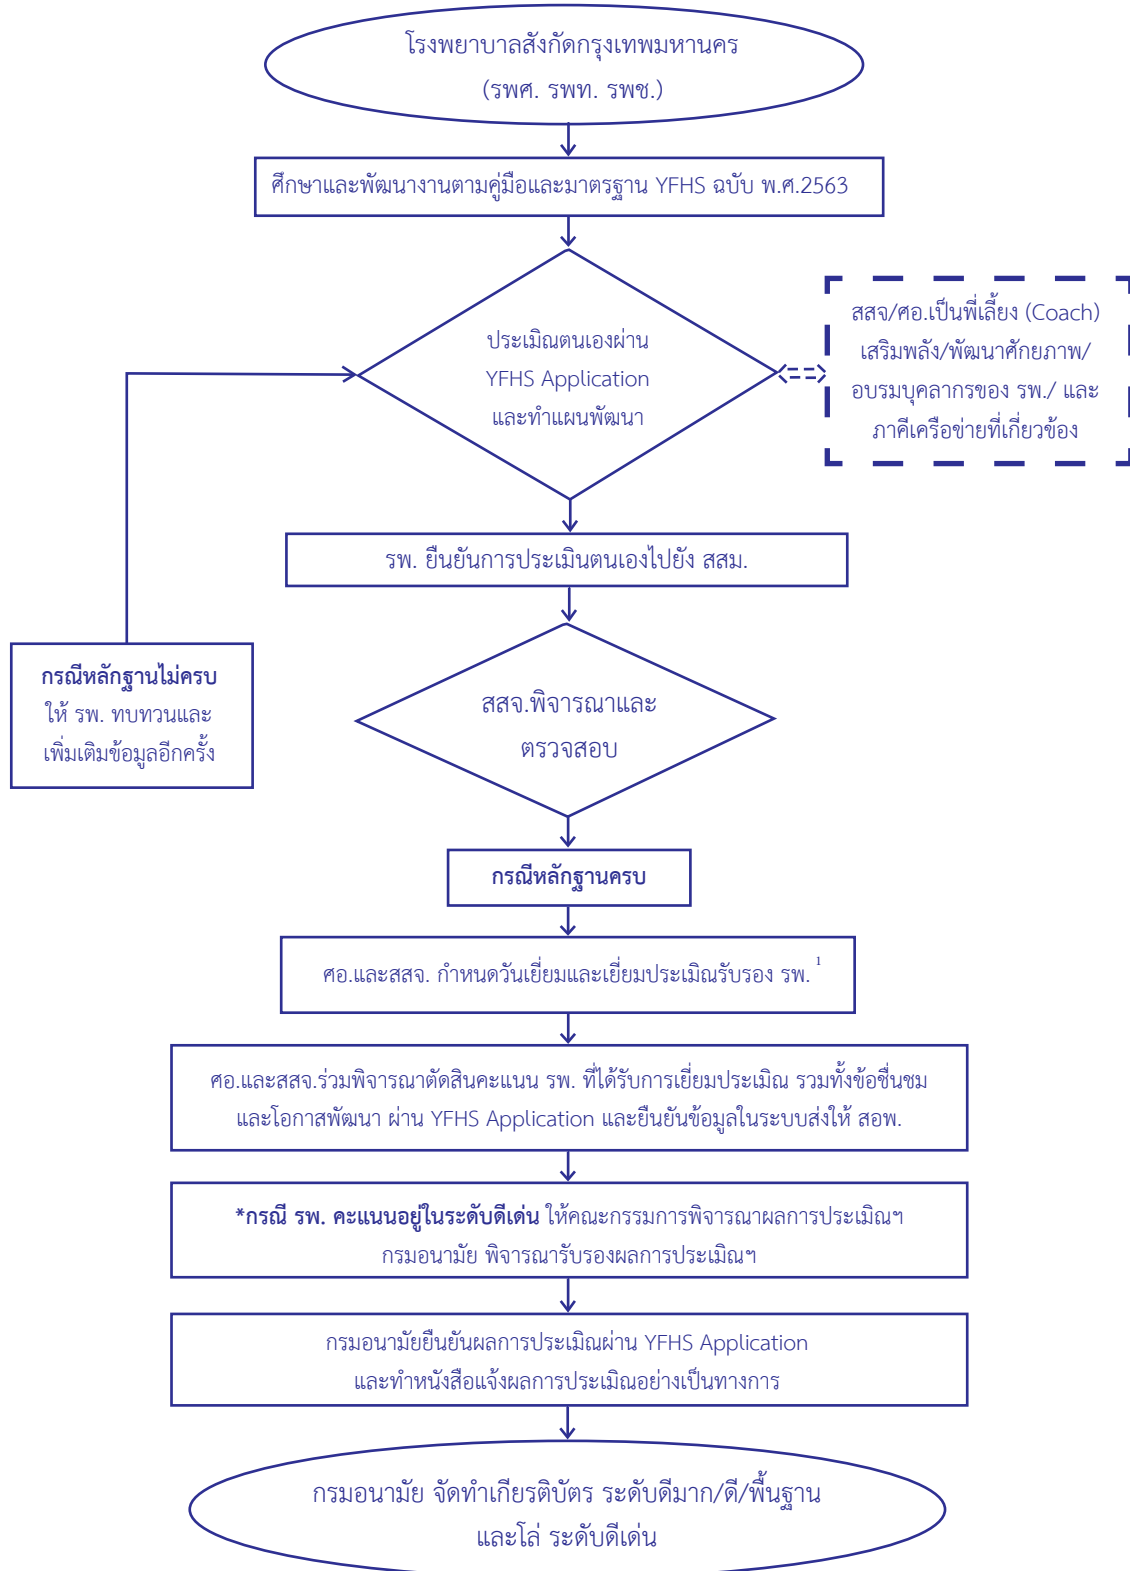 โรงพยาบาลสังกัดกรุงเทพมหานคร
(รพศ. รพท. รพช.)
ศึกษาและพัฒนางานตามคู่มือและมาตรฐาน YFHS ฉบับ พ.ศ.2563
ประเมิณตนเองผ่าน
YFHS Application
และทำแผนพัฒนา
สสจ/ศอ.เป็นพี่เลี้ยง (Coach)
เสริมพลัง/พัฒนาศักยภาพ/
อบรมบุคลากรของ รพ./ และ
ภาคีเครือข่ายที่เกี่ยวข้อง
รพ. ยืนยันการประเมินตนเองไปยัง สสม.
กรณีหลักฐานไม่ครบ
ให้ รพ. ทบทวนและ
เพิ่มเติมข้อมูลอีกครั้ง
สสจ.พิจารณาและ
ตรวจสอบ
กรณีหลักฐานครบ
ศอ.และสสจ. กำหนดวันเยี่ยมและเยี่ยมประเมิณรับรอง รพ. 1
ศอ.และสสจ.ร่วมพิจารณาตัดสินคะแนน รพ. ที่ได้รับการเยี่ยมประเมิณ รวมทั้งข้อชื่นชม
และโอกาสพัฒนา ผ่าน YFHS Application และยืนยันข้อมูลในระบบส่งให้ สอพ.
*กรณี รพ. คะแนนอยู่ในระดับดีเด่น ให้คณะกรรมการพิจารณาผลการประเมิณฯ
กรมอนามัย พิจารณารับรองผลการประเมิณฯ
กรมอนามัยยืนยันผลการประเมิณผ่าน YFHS Application
และทำหนังสือแจ้งผลการประเมิณอย่างเป็นทางการ
กรมอนามัย จัดทำเกียรติบัตร ระดับดีมาก/ดี/พื้นฐาน
และโล่ ระดับดีเด่น